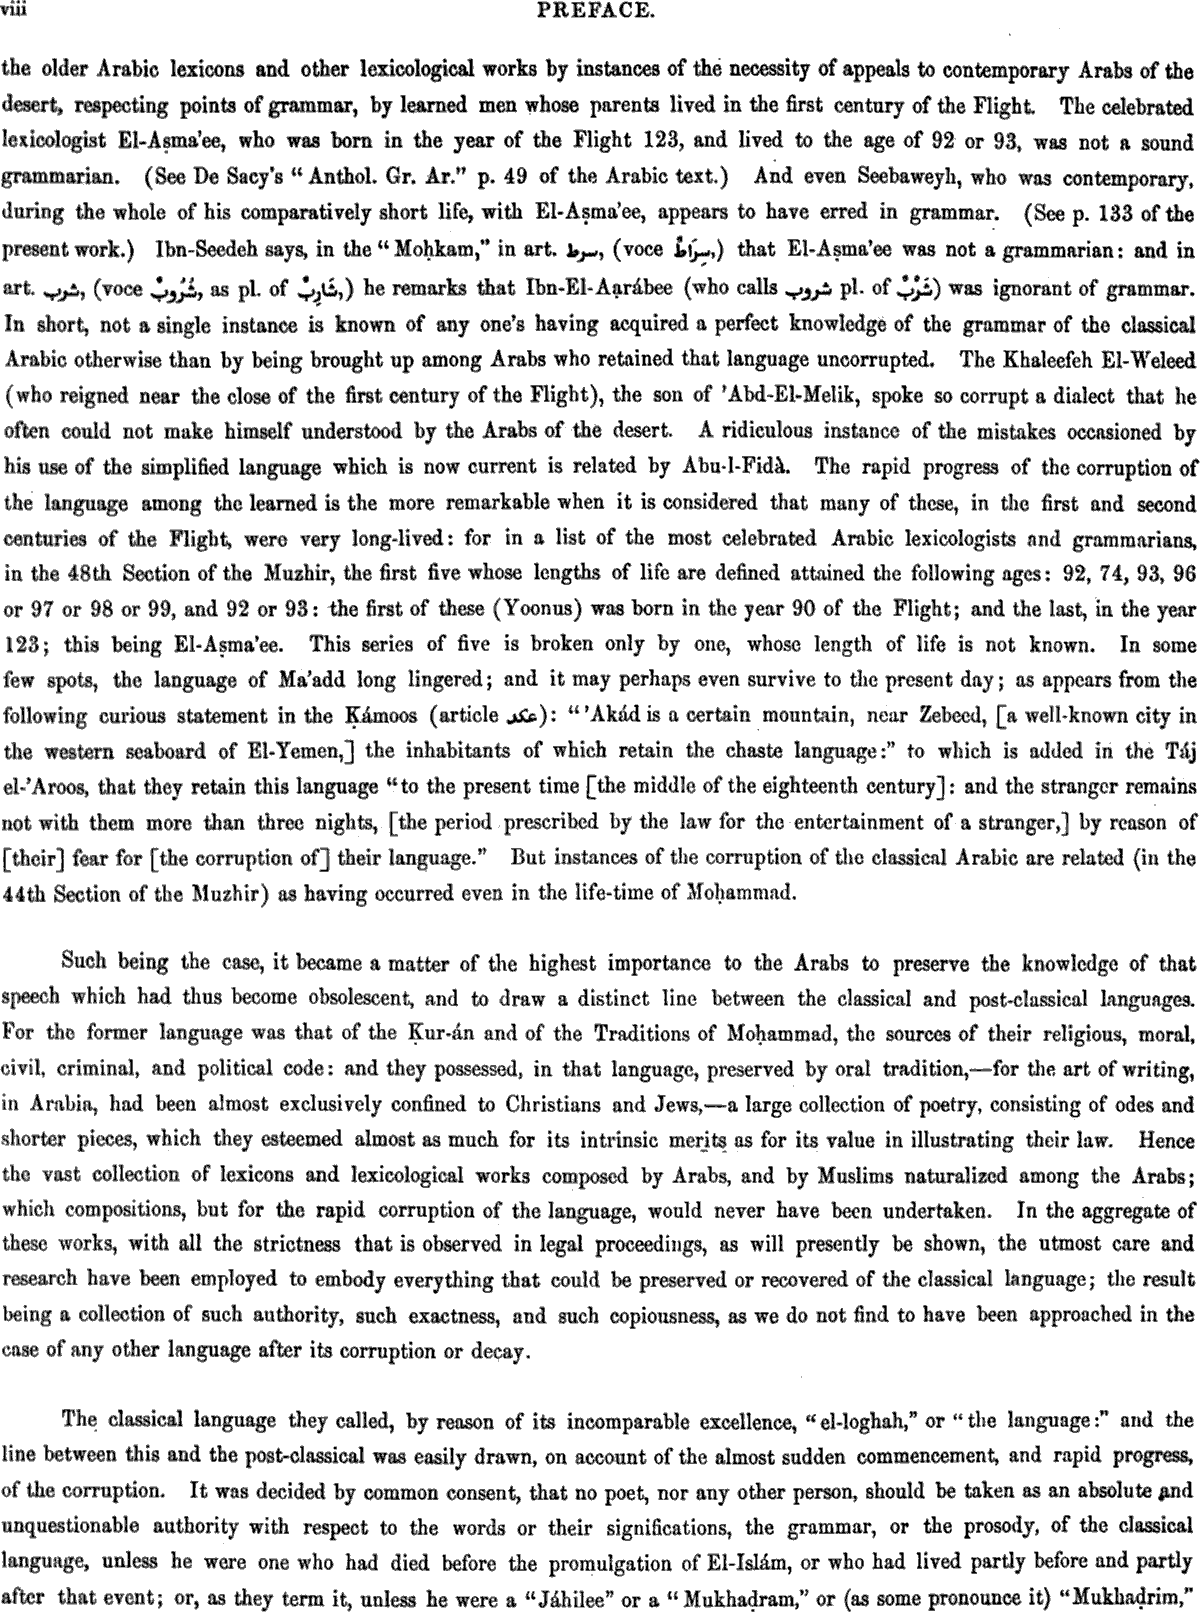 viii PREFACE.
the older Arabic lexicons and other lexicological works by instances of the necessity of appeals to contemporary Arabs of the
desert, respecting points of grammar, by learned men whose parents lived in the first century of the Flight. The celebrated
lexicologist El-Aṣma'ee, who was born in the year of the Flight 123, and lived to the age of 92 or 93, was not a sound
grammarian. (See De Sacy's “Anthol. Gr. Ar.” p. 49 of the Arabic text.) And even Seebaweyh, who was contemporary,
during the whole of his comparatively short life, with El-Aṣma'ee, appears to have erred in grammar. (See p. 133 of the
present work.) Ibn-Seedeh says, in the “Moḥkam,” in art. سرط, (voce سِرَاطٌ,) that El-Aṣma'ee was not a grammarian: and in
art. شرب, (voce شُرُوبٌ, as pl. of شَارِبٌ,) he remarks that Ibn-El-Aạrábee (who calls شروب pl. of شَرْبٌ) was ignorant of grammar.
In short, not a single instance is known of any one's having acquired a perfect knowledge of the grammar of the classical
Arabic otherwise than by being brought up among Arabs who retained that language uncorrupted. The Khaleefeh El-Weleed
(who reigned near the close of the first century of the Flight), the son of 'Abd-El-Melik, spoke so corrupt a dialect that he
often could not make himself understood by the Arabs of the desert. A ridiculous instance of the mistakes occasioned by
his use of the simplified language which is now current is related by Abu-l-Fidà. The rapid progress of the corruption of
the language among the learned is the more remarkable when it is considered that many of these, in the first and second
centuries of the Flight, were very long-lived: for in a list of the most celebrated Arabic lexicologists and grammarians,
in the 48th Section of the Muzhir, the first five whose lengths of life are defined attained the following ages: 92, 74, 93, 96
or 97 or 98 or 99, and 92 or 93: the first of these (Yoonus) was born in the year 90 of the Flight; and the last, in the year
123; this being El-Aṣma'ee. This series of five is broken only by one, whose length of life is not known. In some
few spots, the language of Ma'add long lingered; and it may perhaps even survive to the present day; as appears from the
following curious statement in the Ḳámoos (article عكد): “'Akád is a certain mountain, near Zebeed, [a well-known city in
the western seaboard of El-Yemen,] the inhabitants of which retain the chaste language:” to which is added in the Táj
el-'Aroos, that they retain this language “to the present time [the middle of the eighteenth century]: and the stranger remains
not with them more than three nights, [the period prescribed by the law for the entertainment of a stranger,] by reason of
[their] fear for [the corruption of] their language.” But instances of the corruption of the classical Arabic are related (in the
44th Section of the Muzhir) as having occurred even in the life-time of Moḥammad.
Such being the case, it became a matter of the highest importance to the Arabs to preserve the knowledge of that
speech which had thus become obsolescent, and to draw a distinct line between the classical and post-classical languages.
For the former language was that of the Ḳur-án and of the Traditions of Moḥammad, the sources of their religious, moral,
civil, criminal, and political code: and they possessed, in that language, preserved by oral tradition,—for the art of writing,
in Arabia, had been almost exclusively confined to Christians and Jews,—a large collection of poetry, consisting of odes and
shorter pieces, which they esteemed almost as much for its intrinsic merits as for its value in illustrating their law. Hence
the vast collection of lexicons and lexicological works composed by Arabs, and by Muslims naturalized among the Arabs;
which compositions, but for the rapid corruption of the language, would never have been undertaken. In the aggregate of
these works, with all the strictness that is observed in legal proceedings, as will presently be shown, the utmost care and
research have been employed to embody everything that could be preserved or recovered of the classical language; the result
being a collection of such authority, such exactness, and such copiousness, as we do not find to have been approached in the
case of any other language after its corruption or decay.
The classical language they called, by reason of its incomparable excellence, “el-loghah,” or “the language:” and the
line between this and the post-classical was easily drawn, on account of the almost sudden commencement, and rapid progress,
of the corruption. It was decided by common consent, that no poet, nor any other person, should be taken as an absolute and
unquestionable authority with respect to the words or their significations, the grammar, or the prosody, of the classical
language, unless he were one who had died before the promulgation of El-Islám, or who had lived partly before and partly
after that event; or, as they term it, unless he were a “Jáhilee” or a “Mukhaḍram,” or (as some pronounce it) “Mukhaḍrim,”